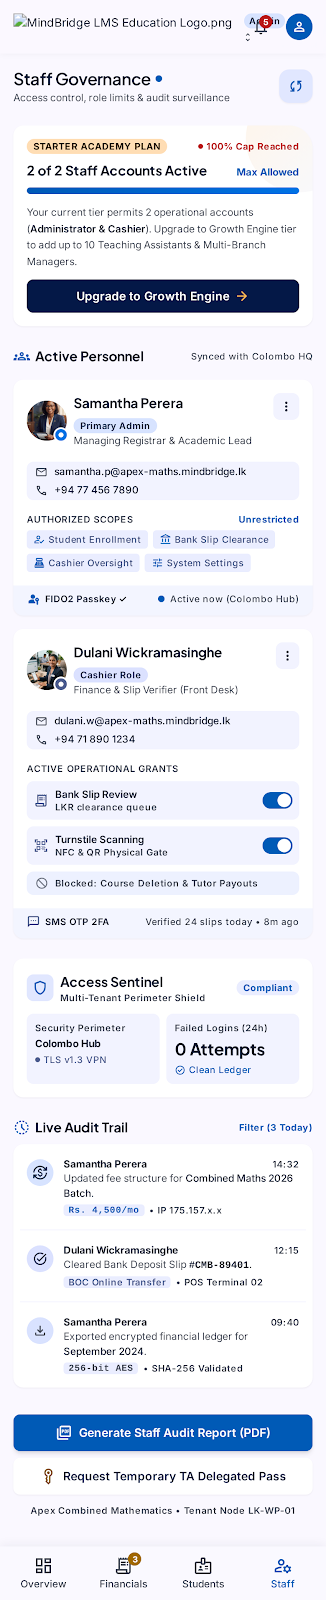 MindBridge LMS Education Logo.png
Admin
5
Staff Governance
Access control, role limits & audit surveillance
STARTER ACADEMY PLAN
100% Cap Reached
2 of 2 Staff Accounts Active
Max Allowed
Your current tier permits 2 operational accounts
(Administrator & Cashier). Upgrade to Growth Engine tier
to add up to 10 Teaching Assistants & Multi-Branch
Managers.
Upgrade to Growth Engine →
Active Personnel
Synced with Colombo HQ
Samantha Perera
Primary Admin
Managing Registrar & Academic Lead
samantha.p@apex-maths.mindbridge.lk
+94 77 456 7890
AUTHORIZED SCOPES
Unrestricted
Student Enrollment
Bank Slip Clearance
Cashier Oversight
System Settings
FIDO2 Passkey ✓
Active now (Colombo Hub)
Dulani Wickramasinghe
Cashier Role
Finance & Slip Verifier (Front Desk)
dulani.w@apex-maths.mindbridge.lk
+94 71 890 1234
ACTIVE OPERATIONAL GRANTS
Bank Slip Review
LKR clearance queue
Turnstile Scanning
NFC & QR Physical Gate
Blocked: Course Deletion & Tutor Payouts
SMS OTP 2FA
Verified 24 slips today • 8m ago
Access Sentinel
Multi-Tenant Perimeter Shield
Compliant
Security Perimeter
Colombo Hub
TLS v1.3 VPN
Failed Logins (24h)
0 Attempts
Clean Ledger
Live Audit Trail
Filter (3 Today)
Samantha Perera
14:32
Updated fee structure for Combined Maths 2026
Batch.
Rs. 4,500/mo • IP 175.157.x.x
Dulani Wickramasinghe
12:15
Cleared Bank Deposit Slip #CMB-89401.
BOC Online Transfer • POS Terminal 02
Samantha Perera
09:40
Exported encrypted financial ledger for
September 2024.
256-bit AES • SHA-256 Validated
Generate Staff Audit Report (PDF)
Request Temporary TA Delegated Pass
Apex Combined Mathematics • Tenant Node LK-WP-01
3
Overview
Financials
Students
Staff